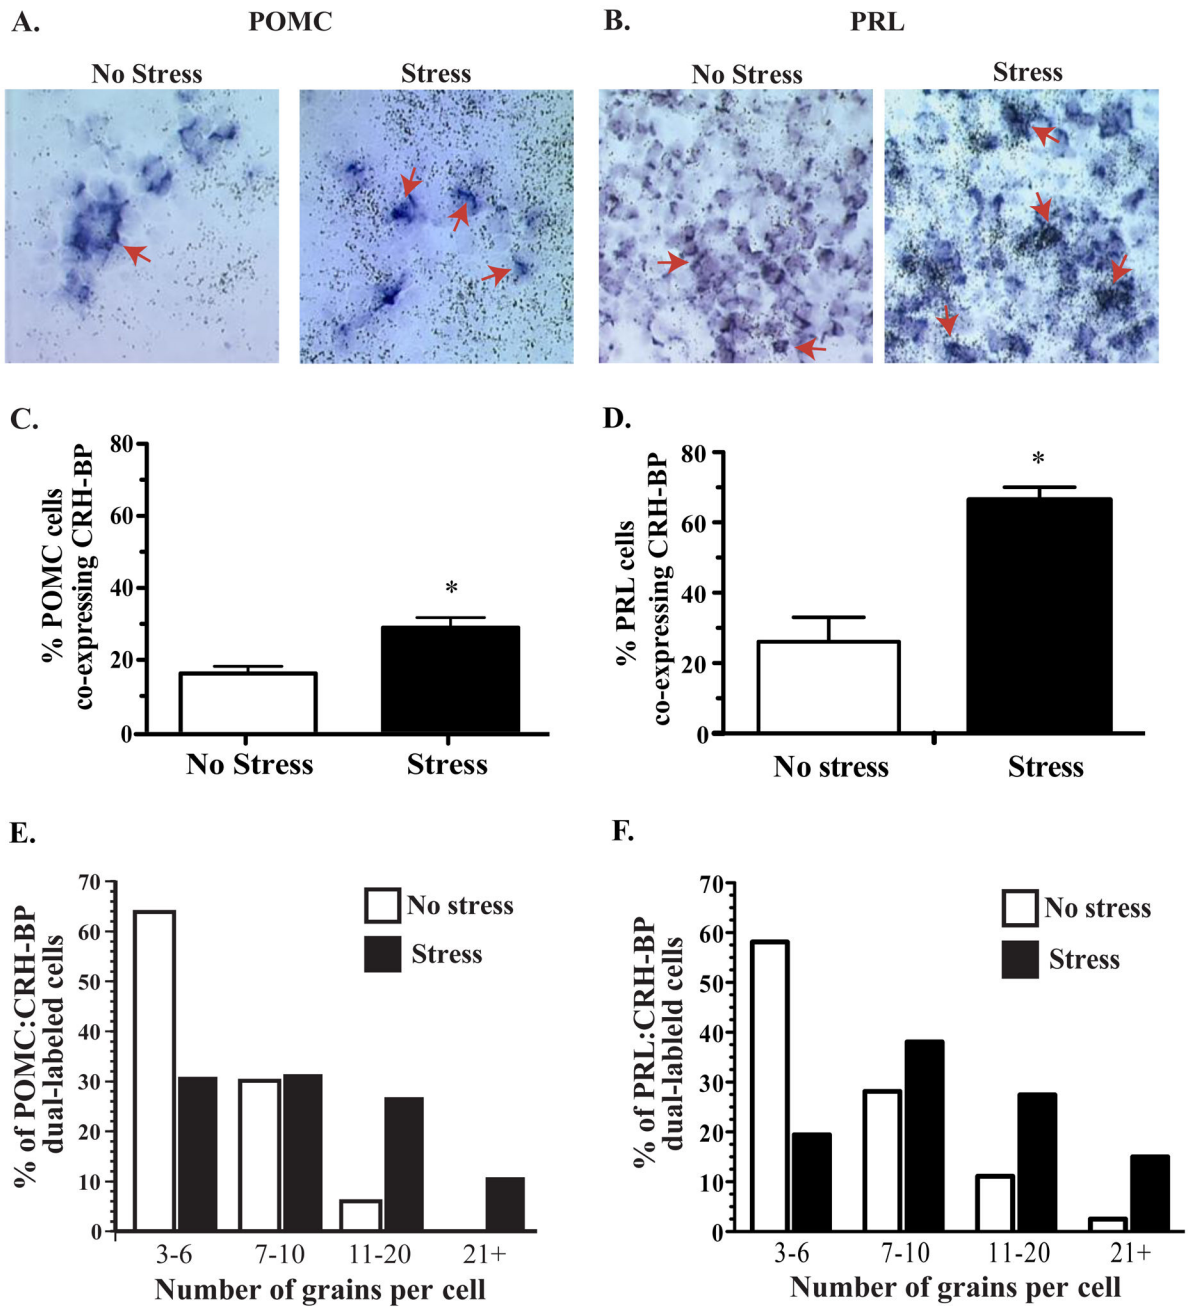 A. POMC
No Stress Stress
B. PRL
No Stress Stress
C.
% POMC cells
co-expressing CRH-BP
80
60
40
20
0
*
No Stress Stress
D.
% PRL cells
co-expressing CRH-BP
80
60
40
20
0
*
No stress Stress
E.
% of POMC:CRH-BP
dual-labeled cells
70
60
50
40
30
20
10
0
No stress
Stress
3-6 7-10 11-20 21+
Number of grains per cell
F.
% of PRL:CRH-BP
dual-labled cells
70
60
50
40
30
20
10
0
No stress
Stress
3-6 7-10 11-20 21+
Number of grains per cell